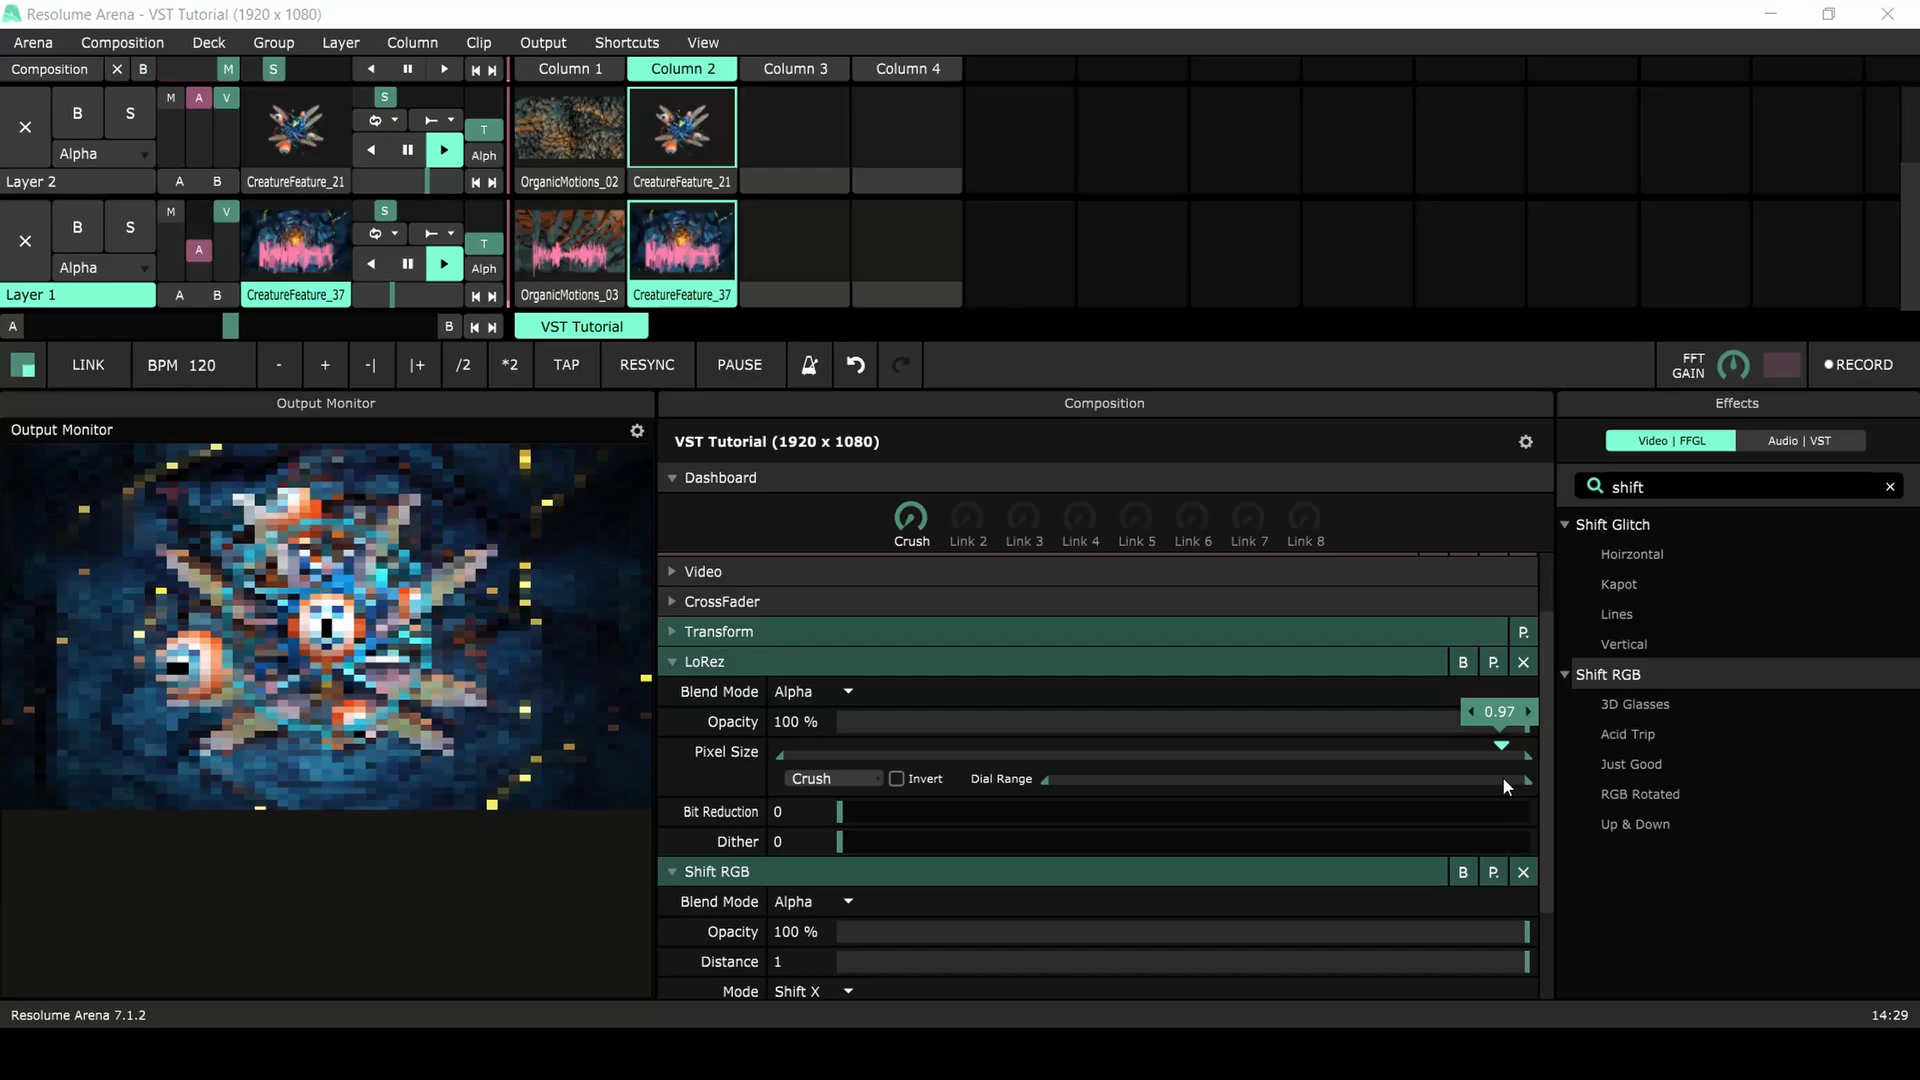 Resolume Arena - VST Tutorial (1920 x 1080)
Arena Composition Deck Group Layer Column Clip Output Shortcuts View
Composition B M S Column 1 Column 2 Column 3 Column 4
B S M A V S T
Alpha Alph
Layer 2 A B CreatureFeature_21 OrganicMotions_02 CreatureFeature_21
B S M V A S T
Alpha Alph
Layer 1 A B CreatureFeature_37 OrganicMotions_03 CreatureFeature_37
A B VST Tutorial
LINK BPM 120 - + -| |+ /2 *2 TAP RESYNC PAUSE FFT GAIN RECORD
Output Monitor Composition Effects
Output Monitor
VST Tutorial (1920 x 1080)
Video | FFGL Audio | VST
Dashboard
shift
Crush Link 2 Link 3 Link 4 Link 5 Link 6 Link 7 Link 8
Shift Glitch
Hoirzontal
Kapot
Lines
Vertical
Shift RGB
3D Glasses
Acid Trip
Just Good
RGB Rotated
Up & Down
Video
CrossFader
Transform P.
LoRez B P. X
Blend Mode Alpha
Opacity 100 %
0.97
Pixel Size
Crush Invert Dial Range
Bit Reduction 0
Dither 0
Shift RGB B P. X
Blend Mode Alpha
Opacity 100 %
Distance 1
Mode Shift X
Resolume Arena 7.1.2 14:29